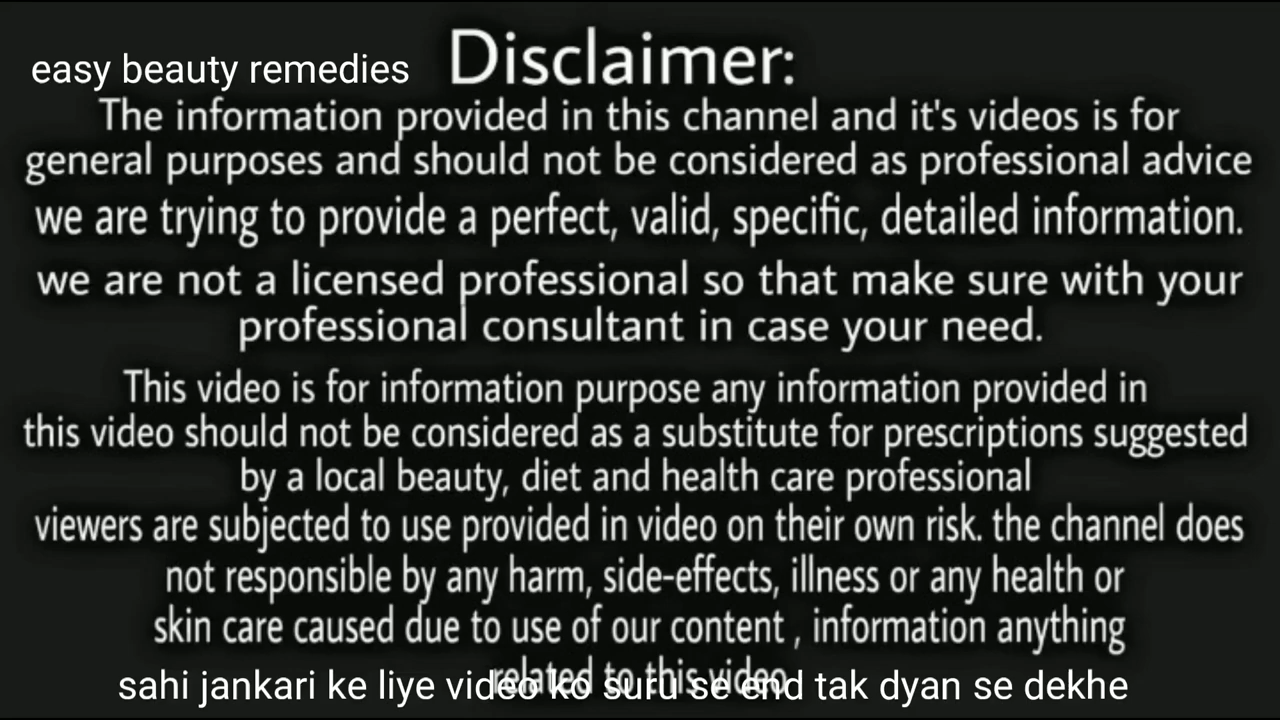 easy beauty remedies
Disclaimer:
The information provided in this channel and it's videos is for
general purposes and should not be considered as professional advice
we are trying to provide a perfect, valid, specific, detailed information.
we are not a licensed professional so that make sure with your
professional consultant in case your need.
This video is for information purpose any information provided in
this video should not be considered as a substitute for prescriptions suggested
by a local beauty, diet and health care professional
viewers are subjected to use provided in video on their own risk. the channel does
not responsible by any harm, side-effects, illness or any health or
skin care caused due to use of our content , information anything
related to this video
sahi jankari ke liye video ko suru se end tak dyan se dekhe